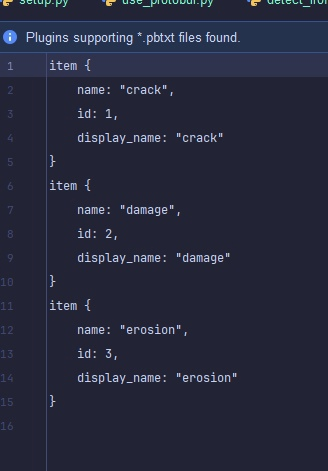 setup.py use_protobuf.py
Plugins supporting *.pbtxt files found.
1 item {
2 name: "crack",
3 id: 1,
4 display_name: "crack"
5 }
6 item {
7 name: "damage",
8 id: 2,
9 display_name: "damage"
10 }
11 item {
12 name: "erosion",
13 id: 3,
14 display_name: "erosion"
15 }
16